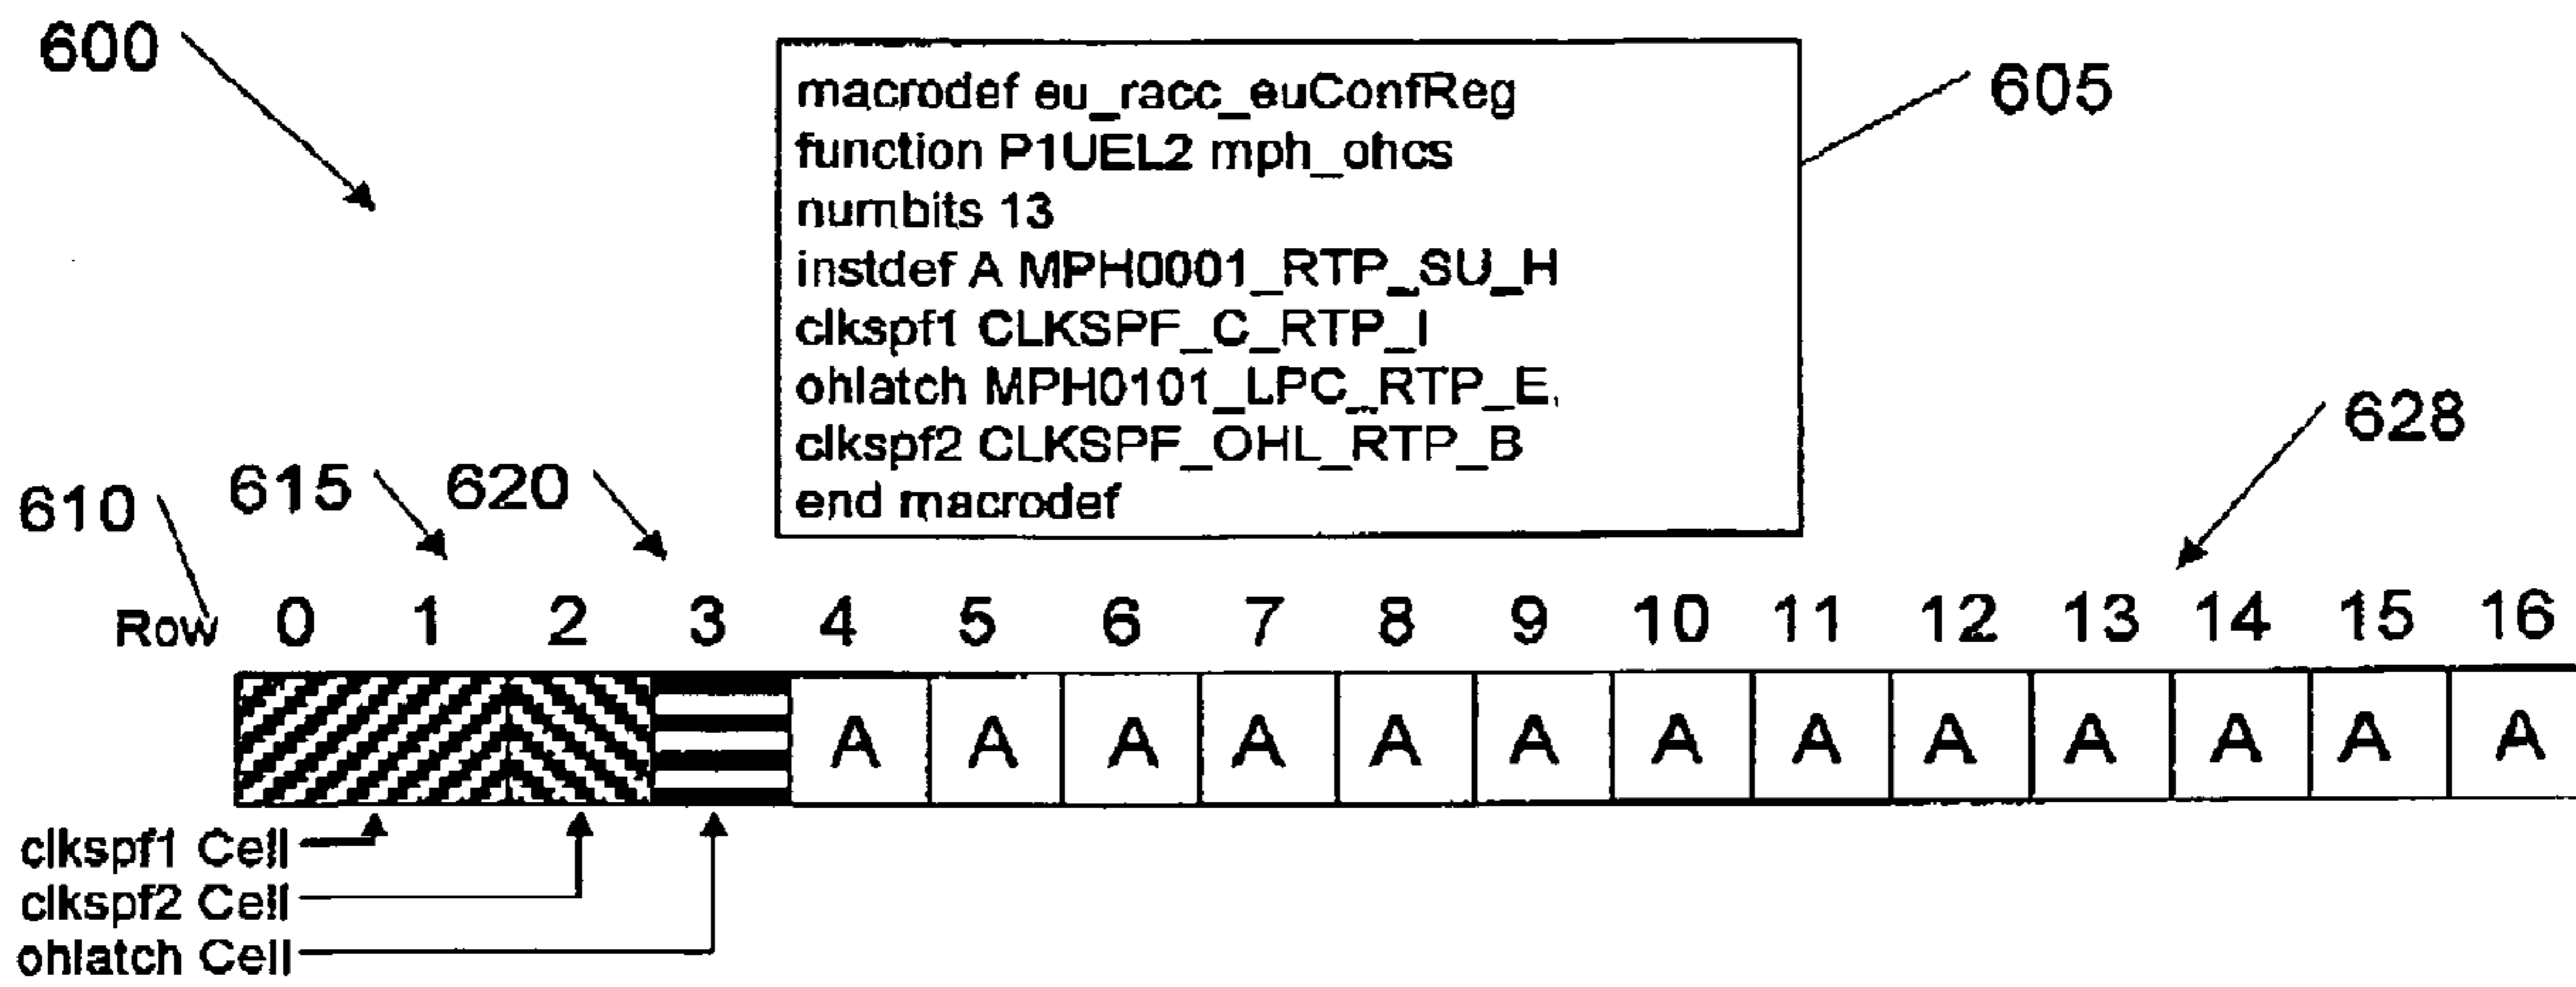 600
macrodef eu_racc_euConfReg
function P1UEL2 mph_ohcs
numbits 13
instdef A MPH0001_RTP_SU_H
clkspf1 CLKSPF_C_RTP_I
ohlatch MPH0101_LPC_RTP_E,
clkspf2 CLKSPF_OHL_RTP_B
end macrodef
605
610
615
620
628
Row 0 1 2 3 4 5 6 7 8 9 10 11 12 13 14 15 16
A A A A A A A A A A A A A
clkspf1 Cell
clkspf2 Cell
ohlatch Cell